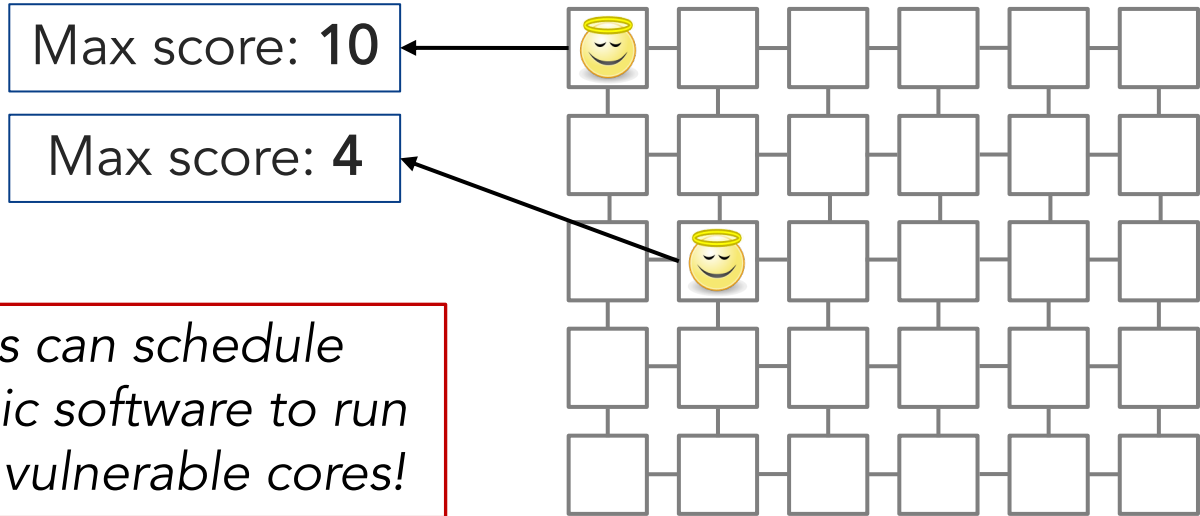 Max score: 10
Max score: 4
s can schedule
ic software to run
vulnerable cores!